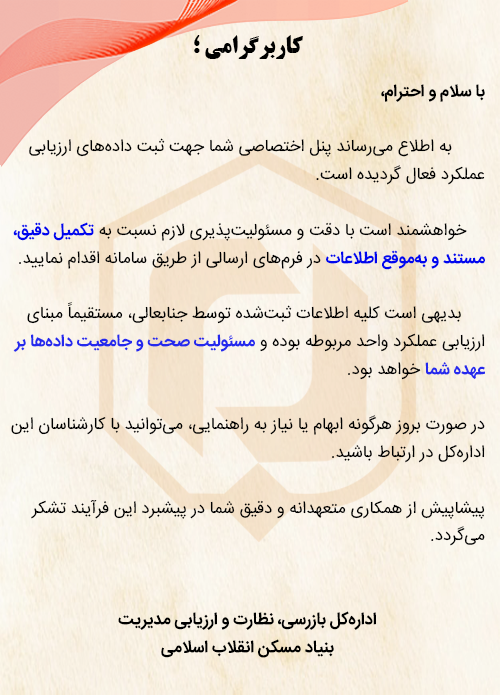 کاربر گرامی ؛
با سلام و احترام،
به اطلاع می‌رساند پنل اختصاصی شما جهت ثبت داده‌های ارزیابی
عملکرد فعال گردیده است.
خواهشمند است با دقت و مسئولیت‌پذیری لازم نسبت به تکمیل دقیق،
مستند و به‌موقع اطلاعات در فرم‌های ارسالی از طریق سامانه اقدام نمایید.
بدیهی است کلیه اطلاعات ثبت‌شده توسط جنابعالی، مستقیماً مبنای
ارزیابی عملکرد واحد مربوطه بوده و مسئولیت صحت و جامعیت داده‌ها بر
عهده شما خواهد بود.
در صورت بروز هرگونه ابهام یا نیاز به راهنمایی، می‌توانید با کارشناسان این
اداره‌کل در ارتباط باشید.
پیشاپیش از همکاری متعهدانه و دقیق شما در پیشبرد این فرآیند تشکر
می‌گردد.
اداره‌کل بازرسی، نظارت و ارزیابی مدیریت
بنیاد مسکن انقلاب اسلامی